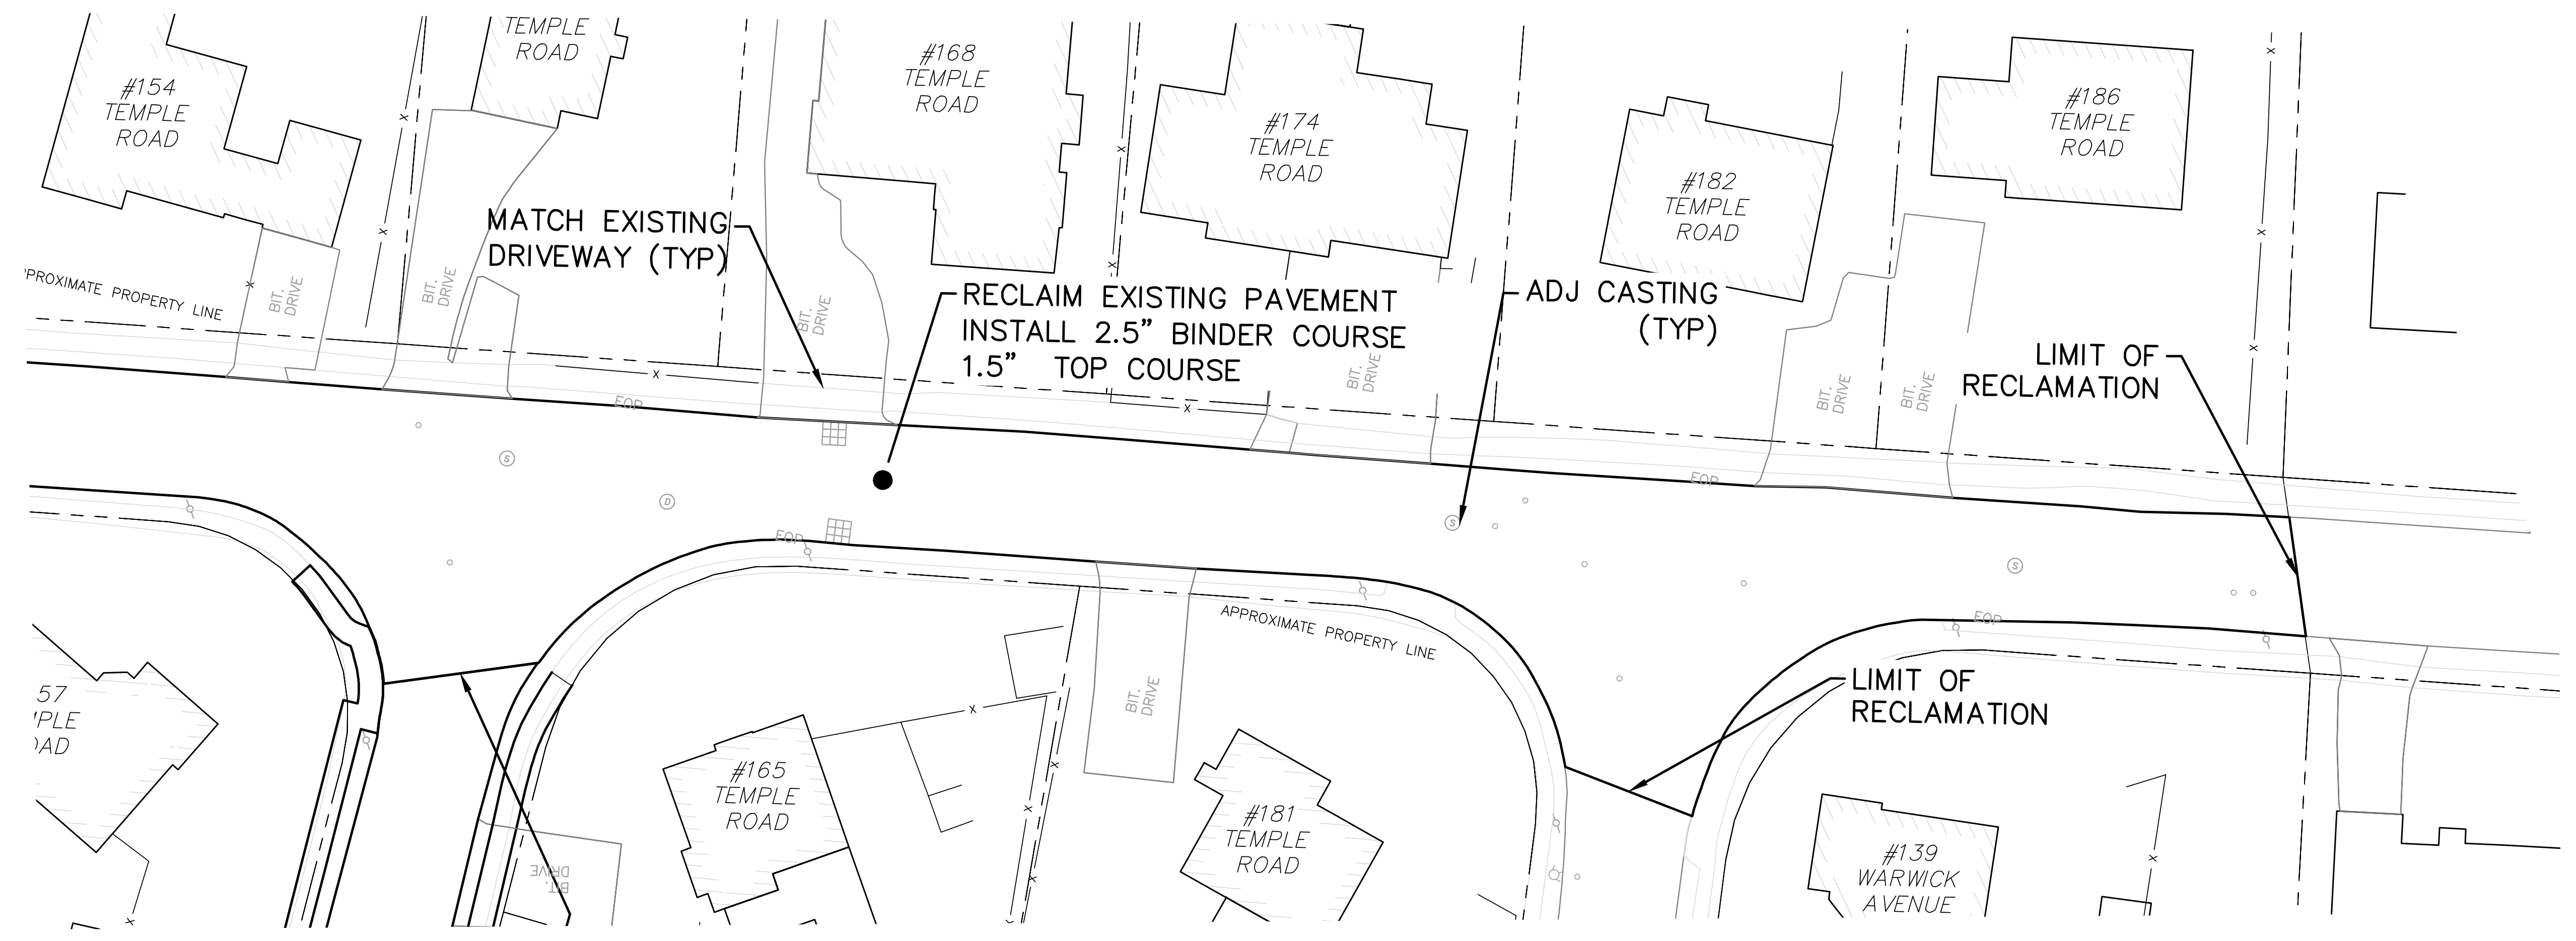 TEMPLE
ROAD
#154
TEMPLE
ROAD
#168
TEMPLE
ROAD
#174
TEMPLE
ROAD
#182
TEMPLE
ROAD
#186
TEMPLE
ROAD
MATCH EXISTING
DRIVEWAY (TYP)
RECLAIM EXISTING PAVEMENT
INSTALL 2.5" BINDER COURSE
1.5" TOP COURSE
ADJ CASTING
(TYP)
LIMIT OF
RECLAMATION
PROXIMATE PROPERTY LINE
BIT.
DRIVE
BIT.
DRIVE
BIT.
DRIVE
BIT.
DRIVE
BIT.
DRIVE
BIT.
DRIVE
EOP
EOP
S
D
S
S
EOP
EOP
APPROXIMATE PROPERTY LINE
LIMIT OF
RECLAMATION
57
MPLE
OAD
BIT.
DRIVE
#165
TEMPLE
ROAD
#181
TEMPLE
ROAD
BIT.
DRIVE
#139
WARWICK
AVENUE